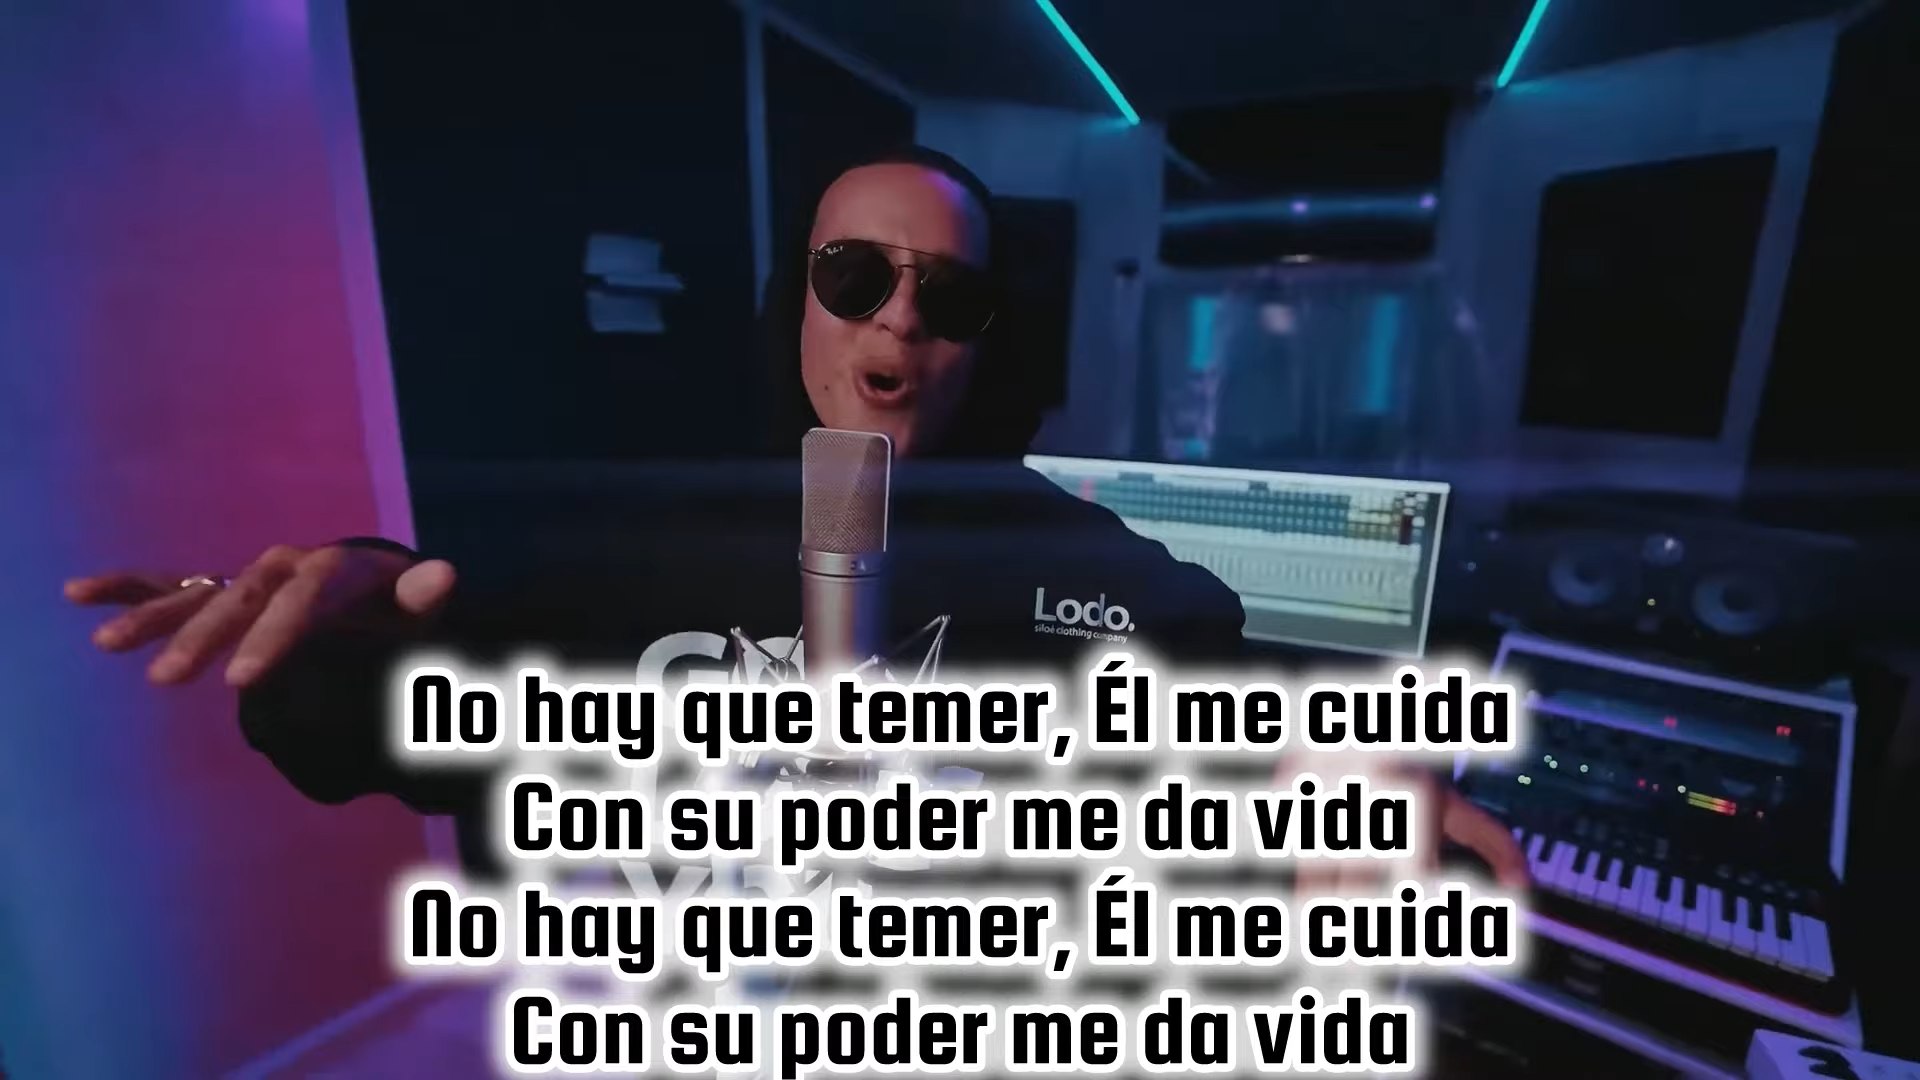 Lodo.
siloé clothing company
No hay que temer, Él me cuida
Con su poder me da vida
No hay que temer, Él me cuida
Con su poder me da vida